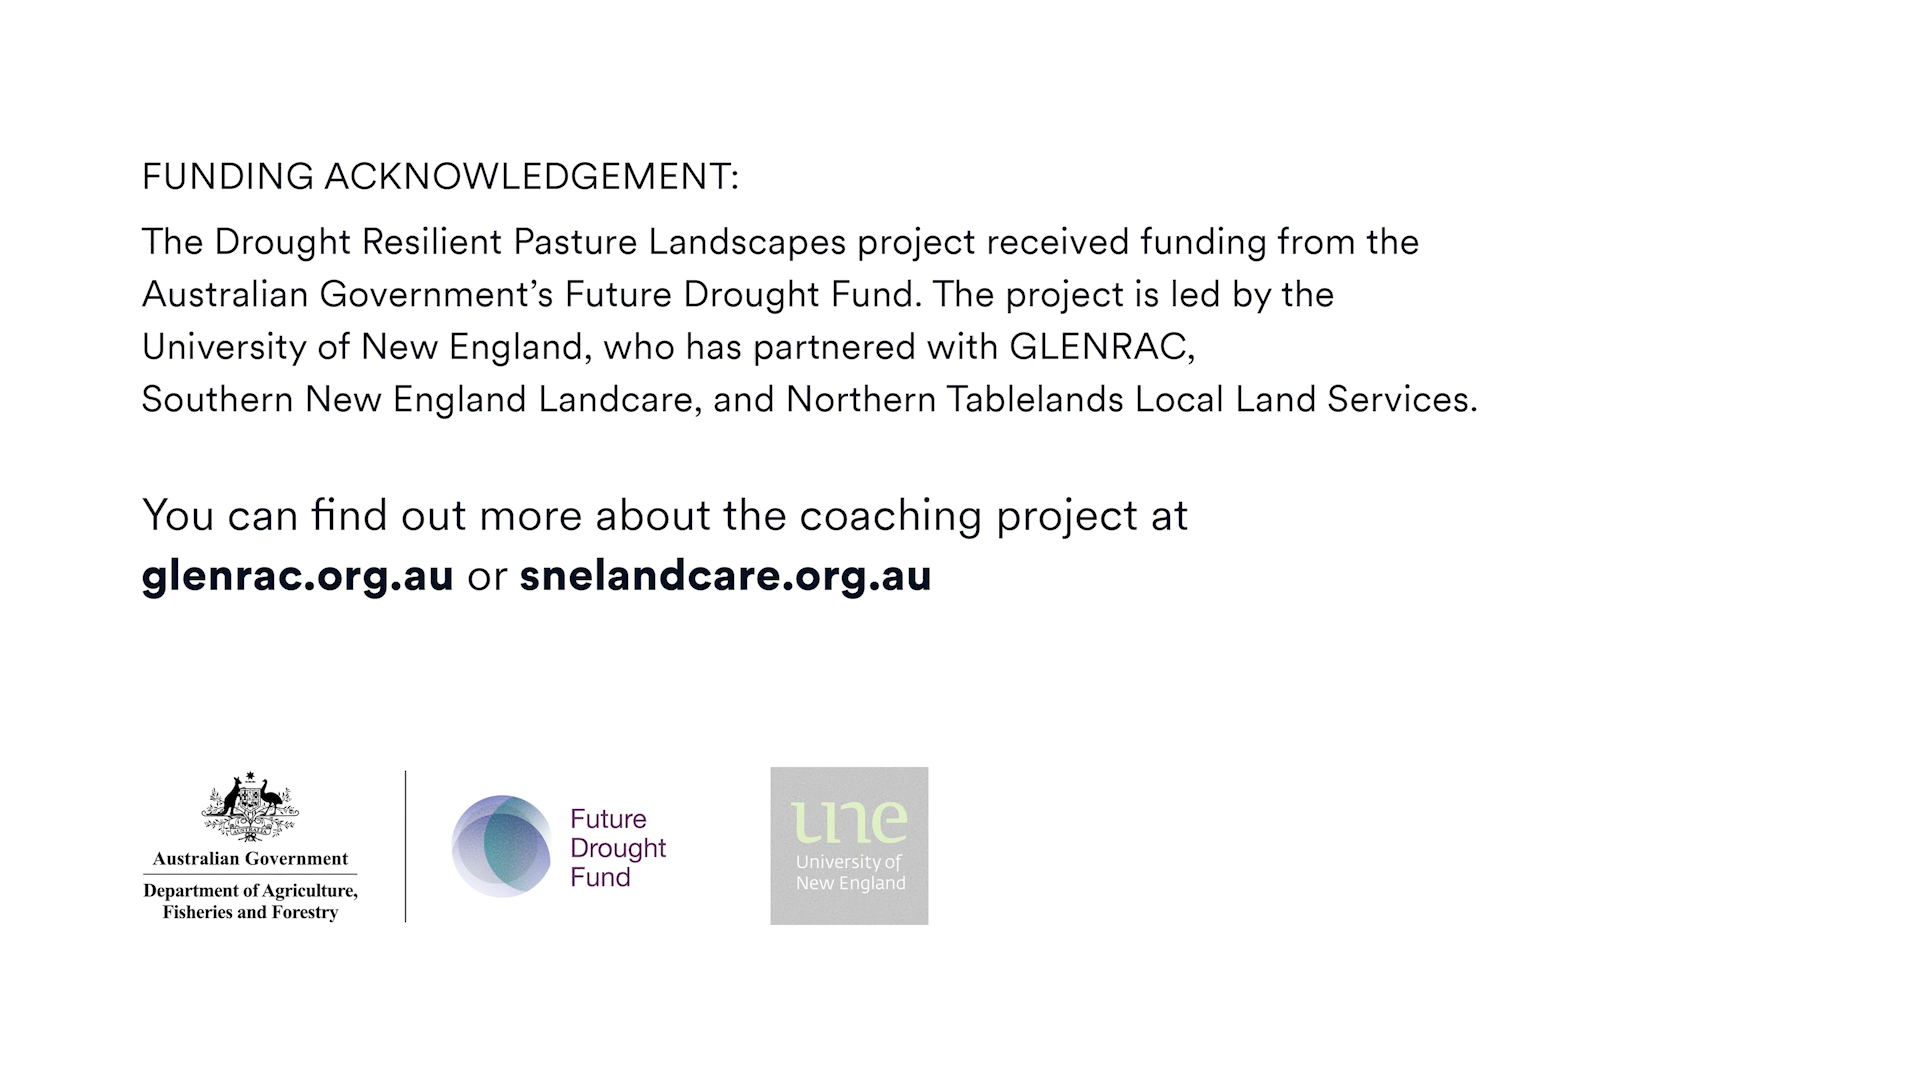 FUNDING ACKNOWLEDGEMENT:
The Drought Resilient Pasture Landscapes project received funding from the
Australian Government’s Future Drought Fund. The project is led by the
University of New England, who has partnered with GLENRAC,
Southern New England Landcare, and Northern Tablelands Local Land Services.
You can find out more about the coaching project at
glenrac.org.au or snelandcare.org.au
AUSTRALIA
Australian Government
Department of Agriculture,
Fisheries and Forestry
Future
Drought
Fund
une
University of
New England